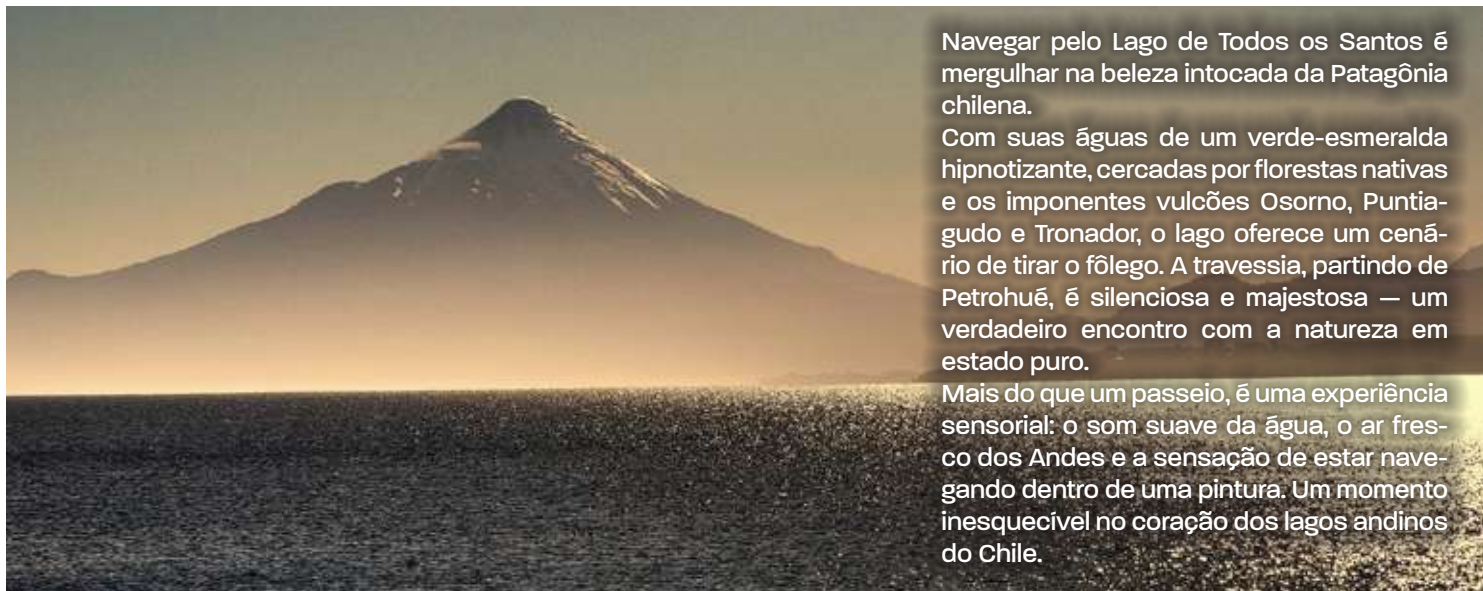 Navegar pelo Lago de Todos os Santos é
mergulhar na beleza intocada da Patagônia
chilena.
Com suas águas de um verde-esmeralda
hipnotizante, cercadas por florestas nativas
e os imponentes vulcões Osorno, Puntia-
gudo e Tronador, o lago oferece um cená-
rio de tirar o fôlego. A travessia, partindo de
Petrohué, é silenciosa e majestosa — um
verdadeiro encontro com a natureza em
estado puro.
Mais do que um passeio, é uma experiência
sensorial: o som suave da água, o ar fres-
co dos Andes e a sensação de estar nave-
gando dentro de uma pintura. Um momento
inesquecível no coração dos lagos andinos
do Chile.